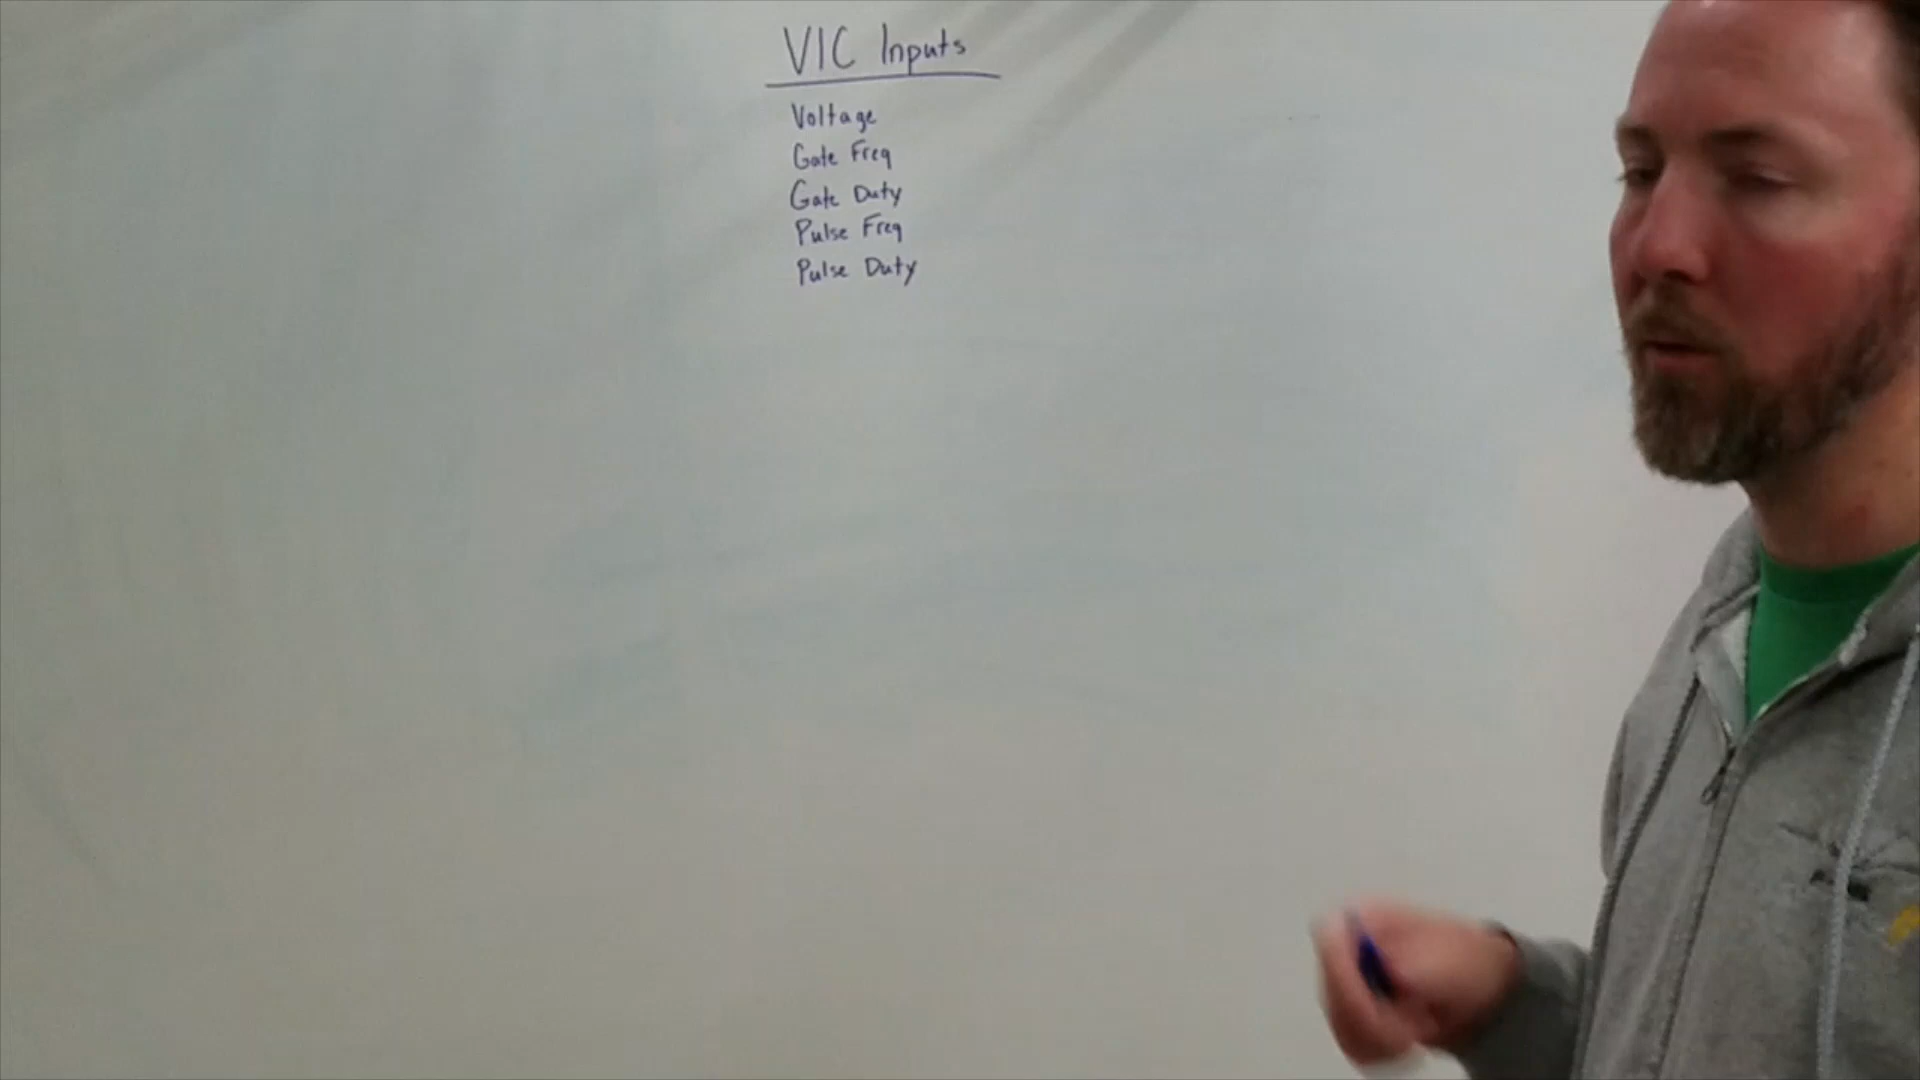 VIC Inputs
Voltage
Gate Freq
Gate Duty
Pulse Freq
Pulse Duty